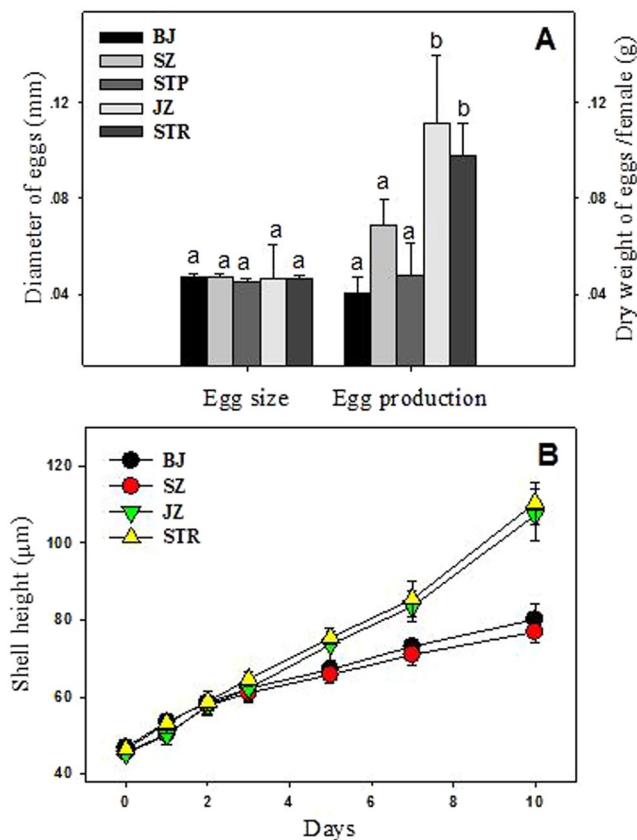 A
BJ
SZ
STP
JZ
STR
Diameter of eggs (mm)
Dry weight of eggs /female (g)
.12
.08
.04
.12
.08
.04
a a a a a
a a a b b
Egg size Egg production
B
BJ
SZ
JZ
STR
Shell height (μm)
120
100
80
60
40
0 2 4 6 8 10
Days